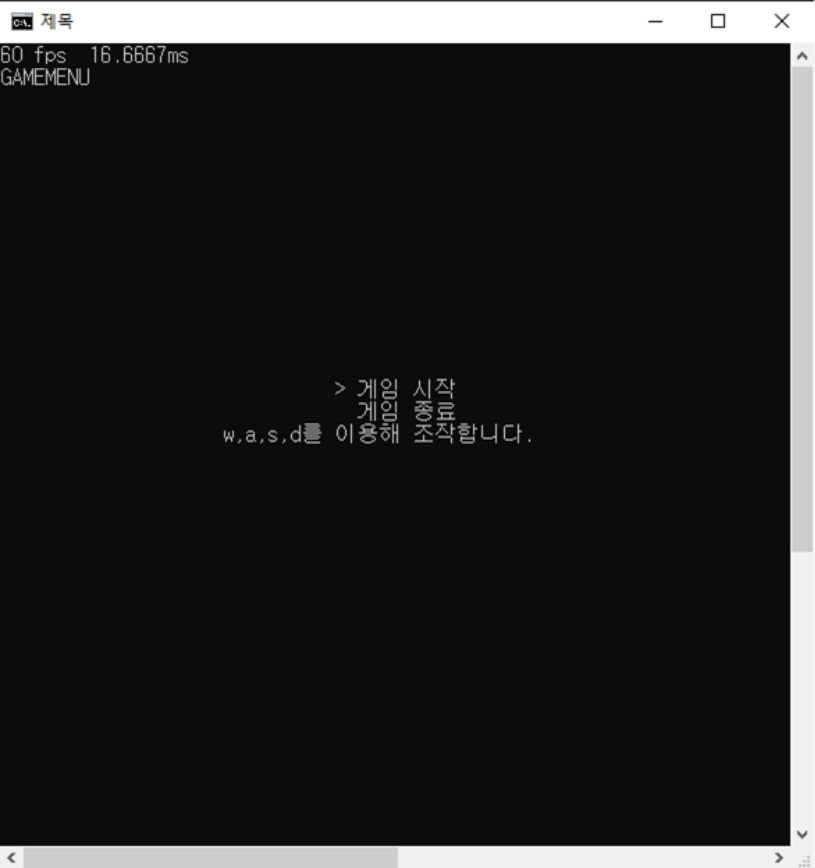 제목
60 fps 16.6667ms
GAMEMENU
> 게임 시작
게임 종료
w,a,s,d를 이용해 조작합니다.